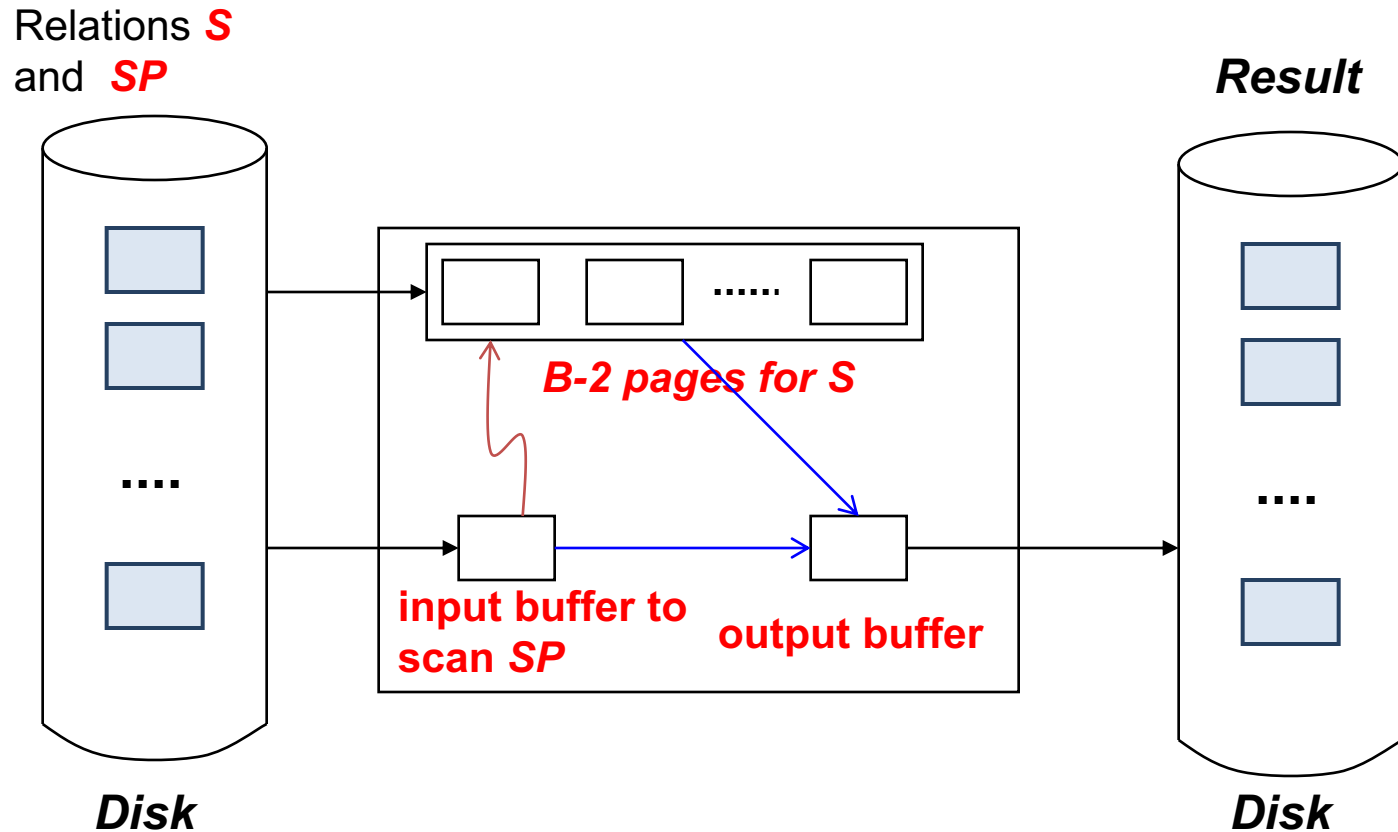 Relations S
and SP
Result
......
B-2 pages for S
....
....
input buffer to
scan SP
output buffer
Disk
Disk